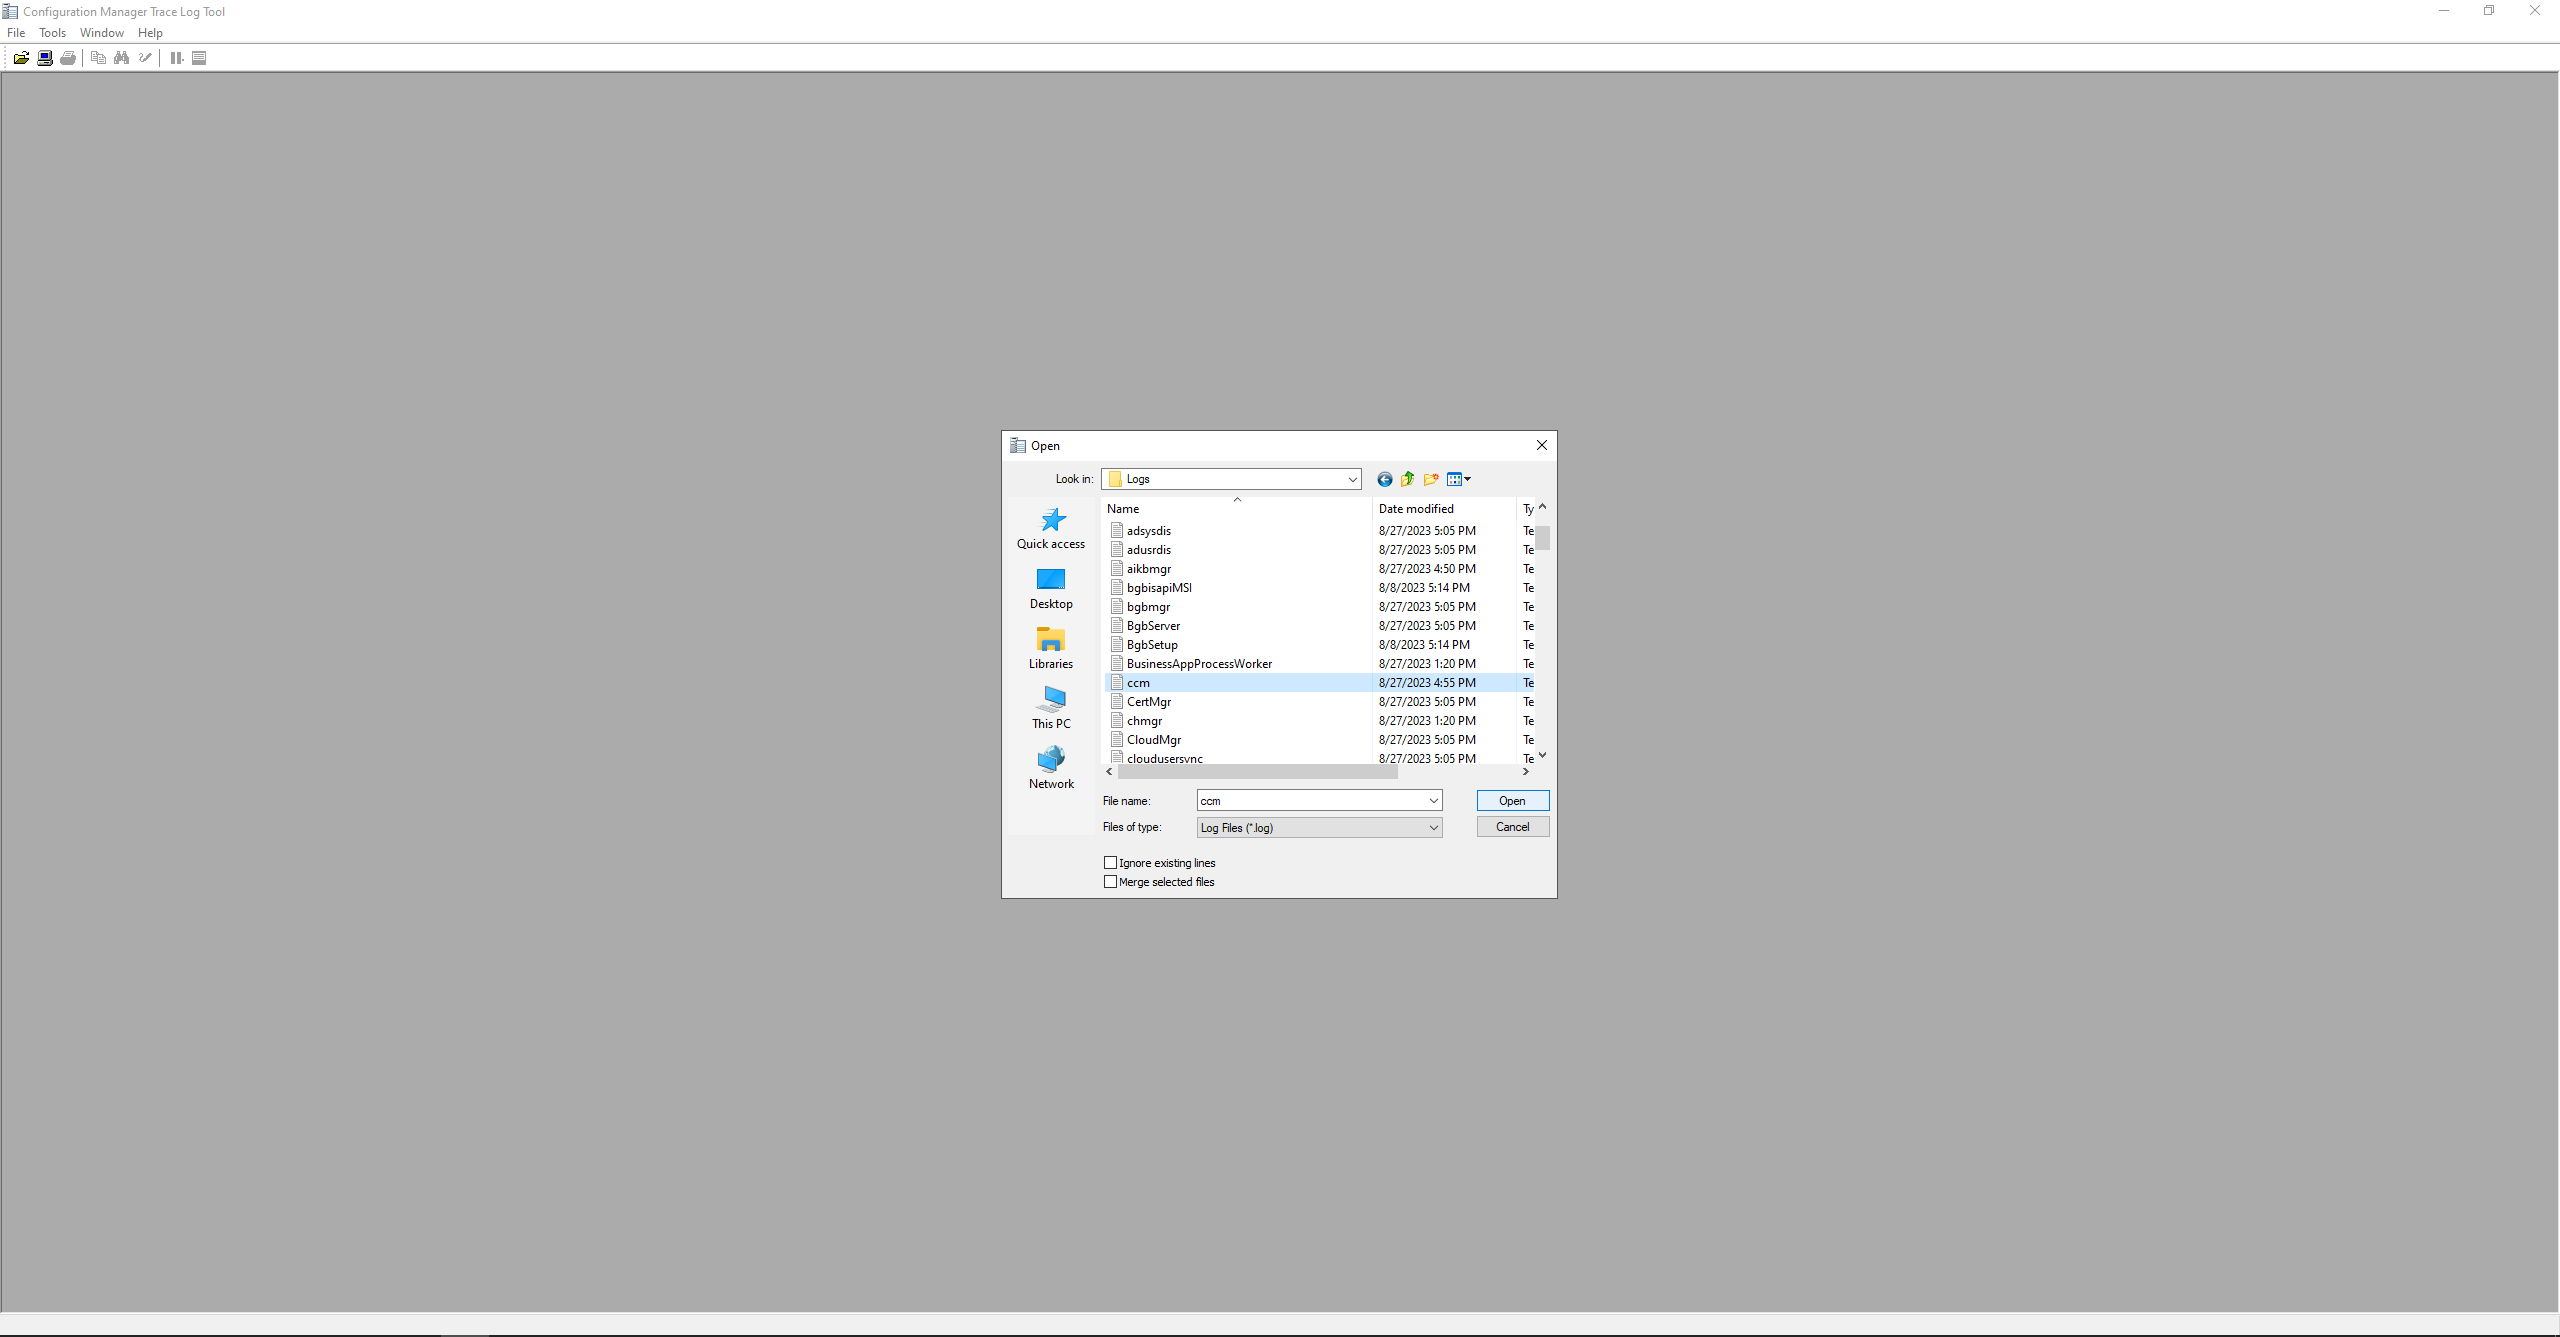 Configuration Manager Trace Log Tool
File Tools Window Help
Open
Look in: Logs
Quick access
Desktop
Libraries
This PC
Network
Name Date modified Ty
adsysdis 8/27/2023 5:05 PM Te
adusrdis 8/27/2023 5:05 PM Te
aikbmgr 8/27/2023 4:50 PM Te
bgbisapiMSI 8/8/2023 5:14 PM Te
bgbmgr 8/27/2023 5:05 PM Te
BgbServer 8/27/2023 5:05 PM Te
BgbSetup 8/8/2023 5:14 PM Te
BusinessAppProcessWorker 8/27/2023 1:20 PM Te
ccm 8/27/2023 4:55 PM Te
CertMgr 8/27/2023 5:05 PM Te
chmgr 8/27/2023 1:20 PM Te
CloudMgr 8/27/2023 5:05 PM Te
cloudusersync 8/27/2023 5:05 PM Te
File name: ccm Open
Files of type: Log Files (*.log) Cancel
Ignore existing lines
Merge selected files